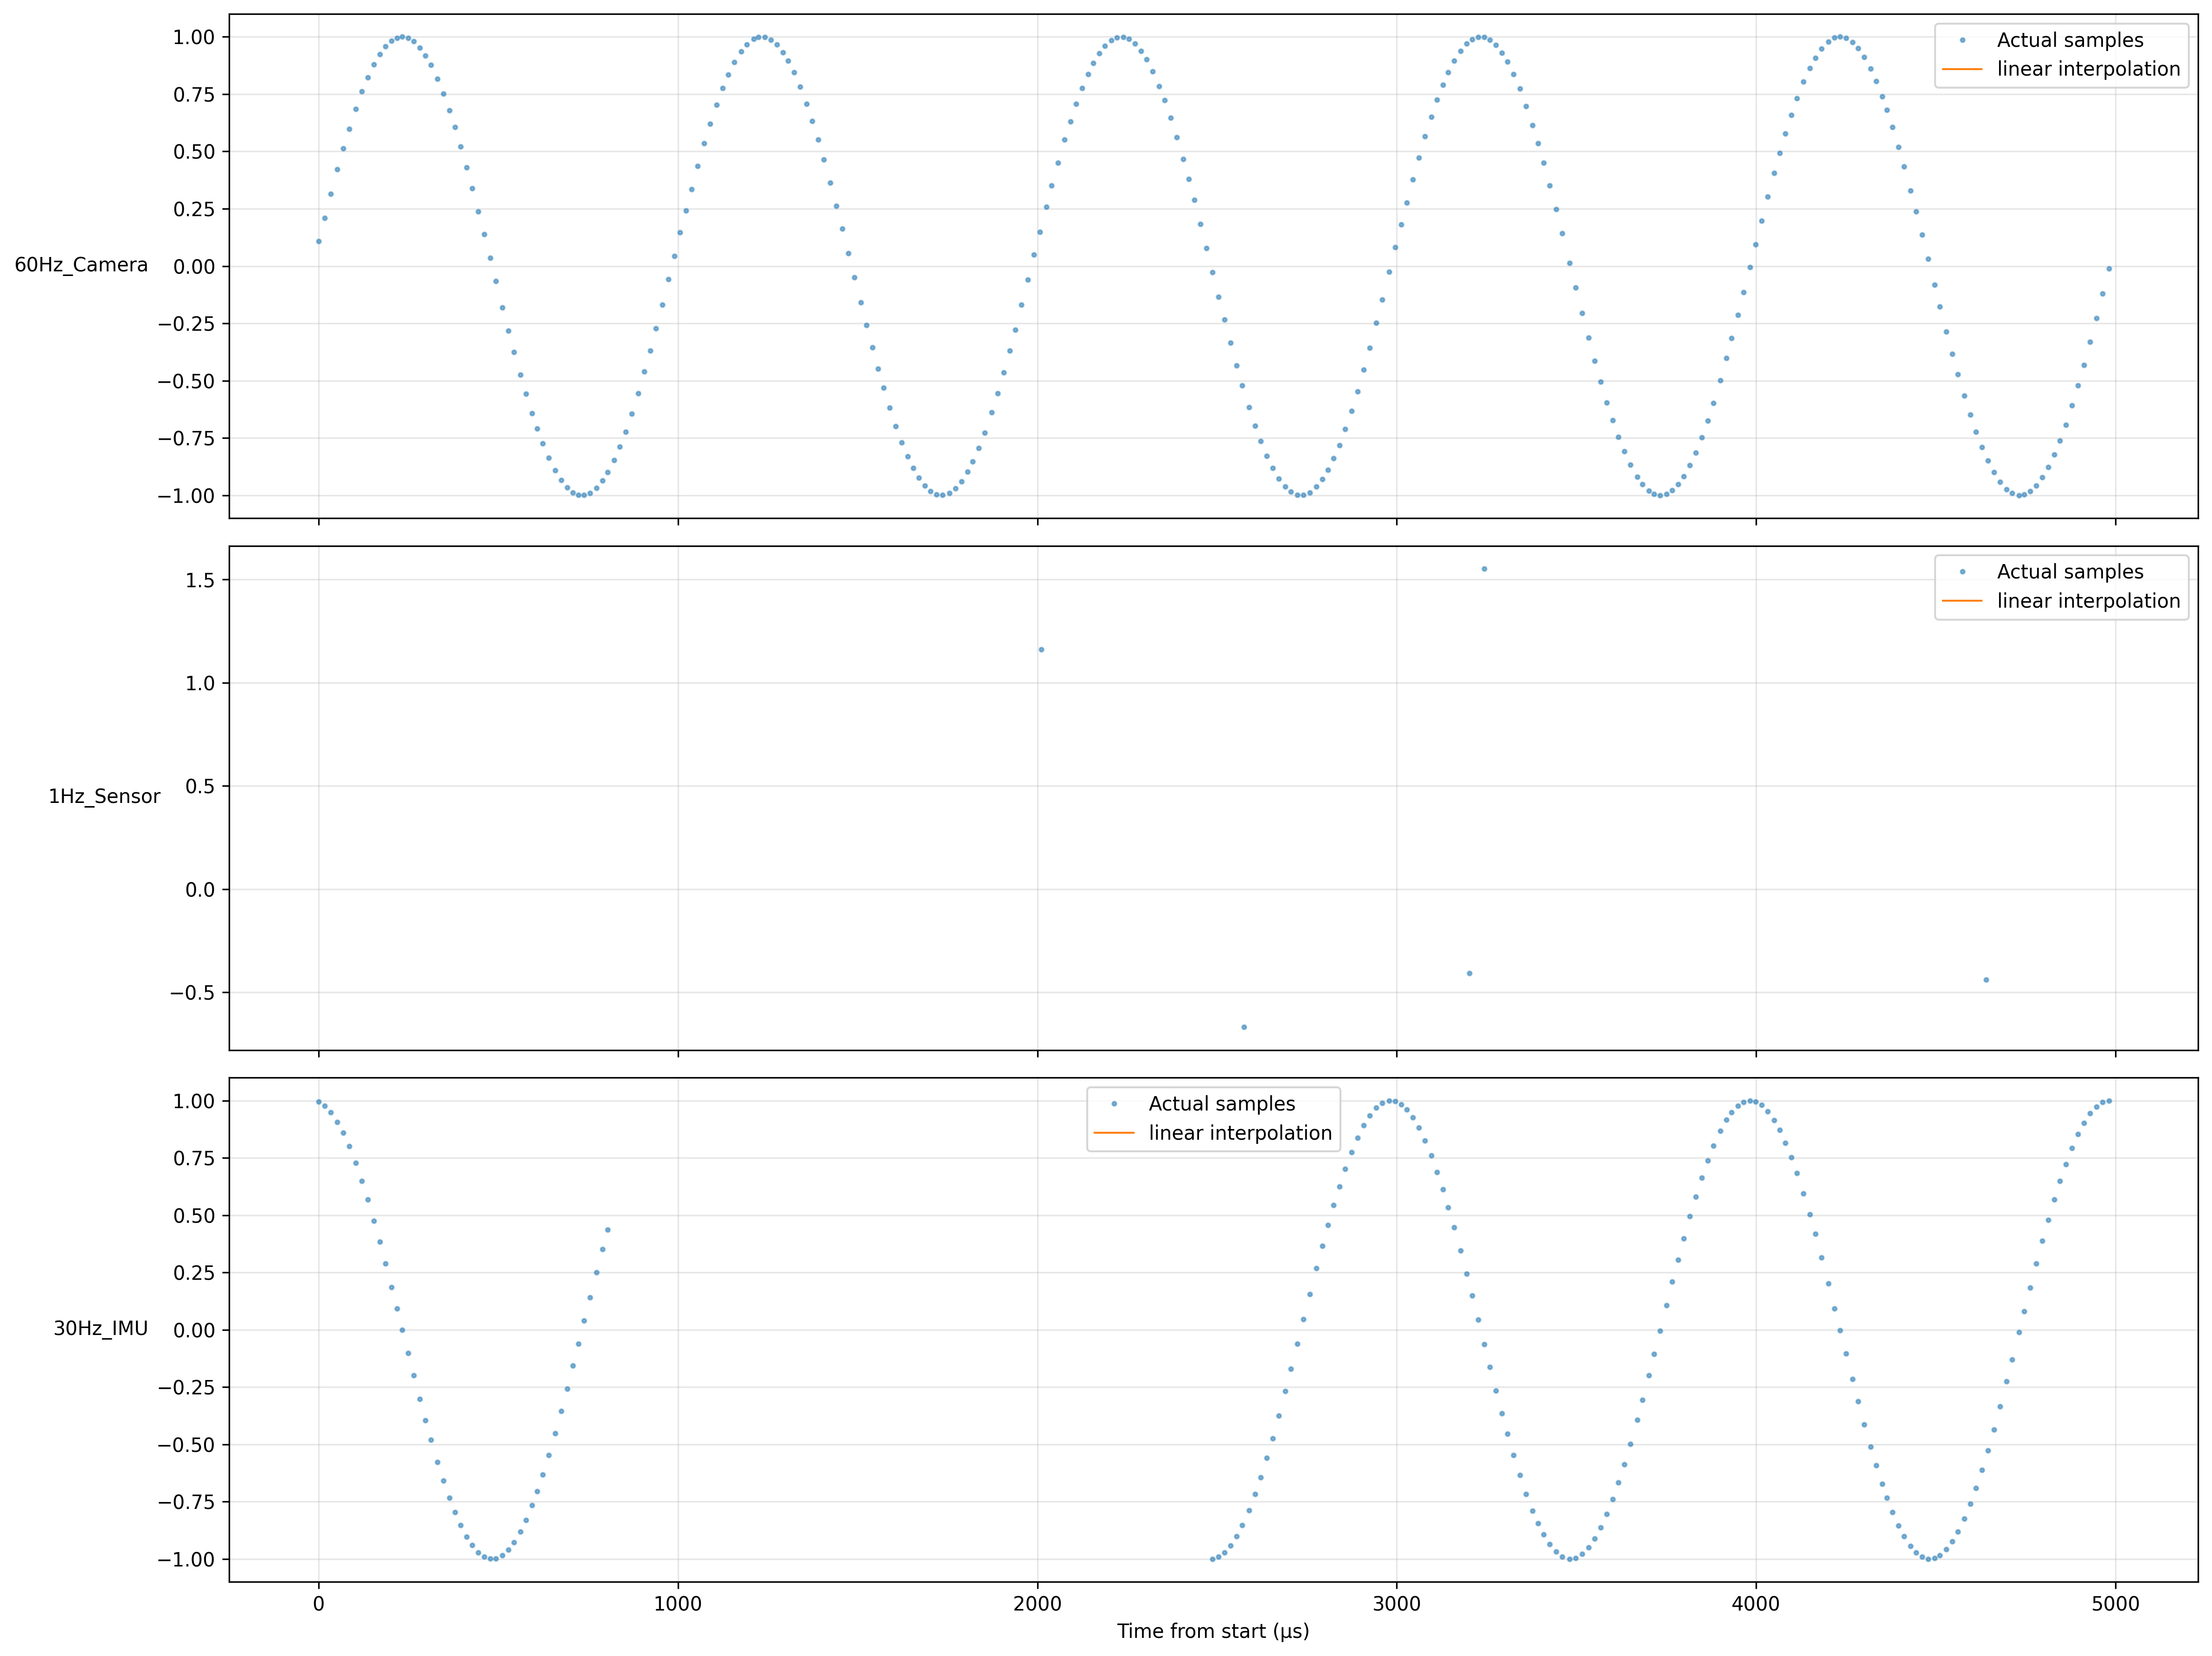 1.00
0.75
0.50
0.25
0.00
−0.25
−0.50
−0.75
−1.00
60Hz_Camera
Actual samples
linear interpolation
1.5
1.0
0.5
0.0
−0.5
1Hz_Sensor
Actual samples
linear interpolation
1.00
0.75
0.50
0.25
0.00
−0.25
−0.50
−0.75
−1.00
30Hz_IMU
Actual samples
linear interpolation
0 1000 2000 3000 4000 5000
Time from start (µs)